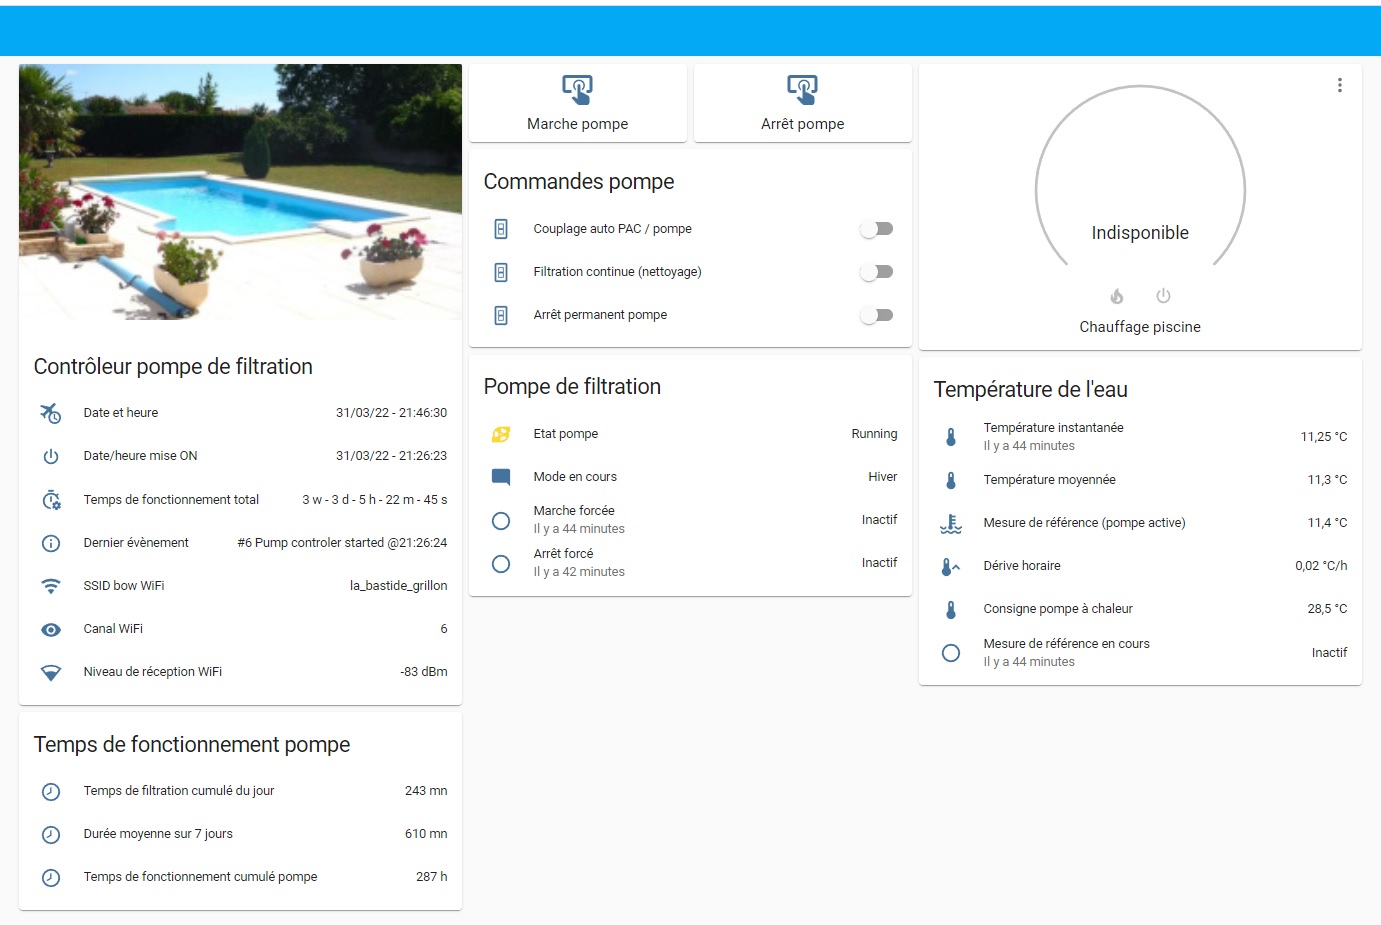 Contrôleur pompe de filtration
Date et heure 31/03/22 - 21:46:30
Date/heure mise ON 31/03/22 - 21:26:23
Temps de fonctionnement total 3 w - 3 d - 5 h - 22 m - 45 s
Dernier évènement #6 Pump controler started @21:26:24
SSID bow WiFi la_bastide_grillon
Canal WiFi 6
Niveau de réception WiFi -83 dBm
Temps de fonctionnement pompe
Temps de filtration cumulé du jour 243 mn
Durée moyenne sur 7 jours 610 mn
Temps de fonctionnement cumulé pompe 287 h
Marche pompe
Arrêt pompe
Commandes pompe
Couplage auto PAC / pompe
Filtration continue (nettoyage)
Arrêt permanent pompe
Pompe de filtration
Etat pompe Running
Mode en cours Hiver
Marche forcée Inactif
Il y a 44 minutes
Arrêt forcé Inactif
Il y a 42 minutes
Indisponible
Chauffage piscine
Température de l'eau
Température instantanée 11,25 °C
Il y a 44 minutes
Température moyennée 11,3 °C
Mesure de référence (pompe active) 11,4 °C
Dérive horaire 0,02 °C/h
Consigne pompe à chaleur 28,5 °C
Mesure de référence en cours Inactif
Il y a 44 minutes